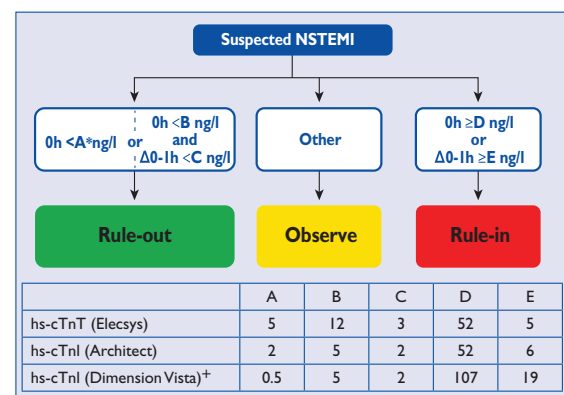 Suspected NSTEMI
0h <A*ng/l or
0h <B ng/l
and
Δ0-1h <C ng/l
Other
0h ≥D ng/l
or
Δ0-1h ≥E ng/l
Rule-out
Observe
Rule-in
A B C D E
hs-cTnT (Elecsys) 5 12 3 52 5
hs-cTnI (Architect) 2 5 2 52 6
hs-cTnI (Dimension Vista)+ 0.5 5 2 107 19